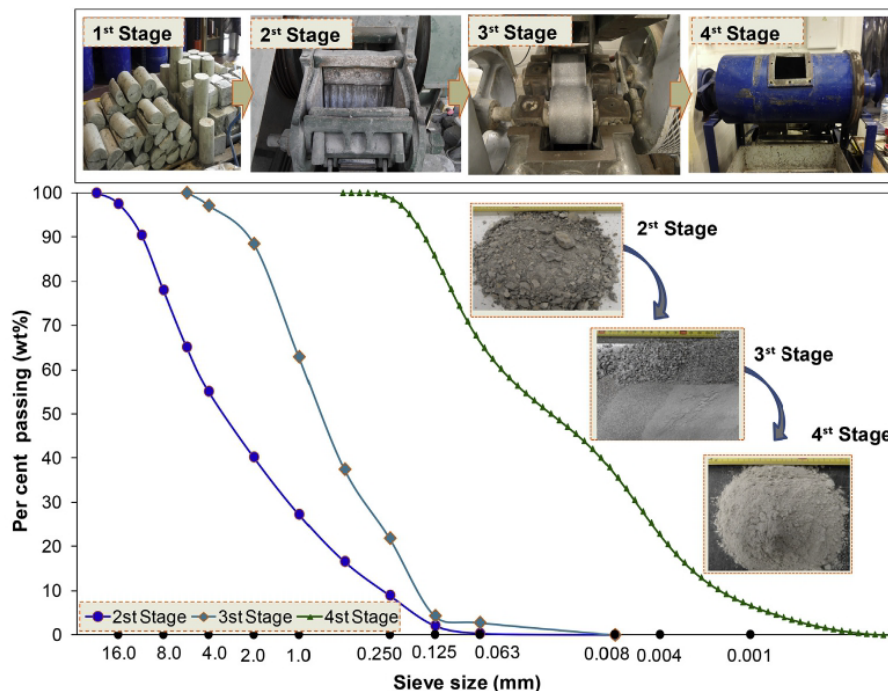 1st Stage
2st Stage
3st Stage
4st Stage
100
90
80
70
60
50
40
30
20
10
0
Per cent passing (wt%)
2st Stage
3st Stage
4st Stage
2st Stage
3st Stage
4st Stage
16.0 8.0 4.0 2.0 1.0 0.250 0.125 0.063 0.008 0.004 0.001
Sieve size (mm)